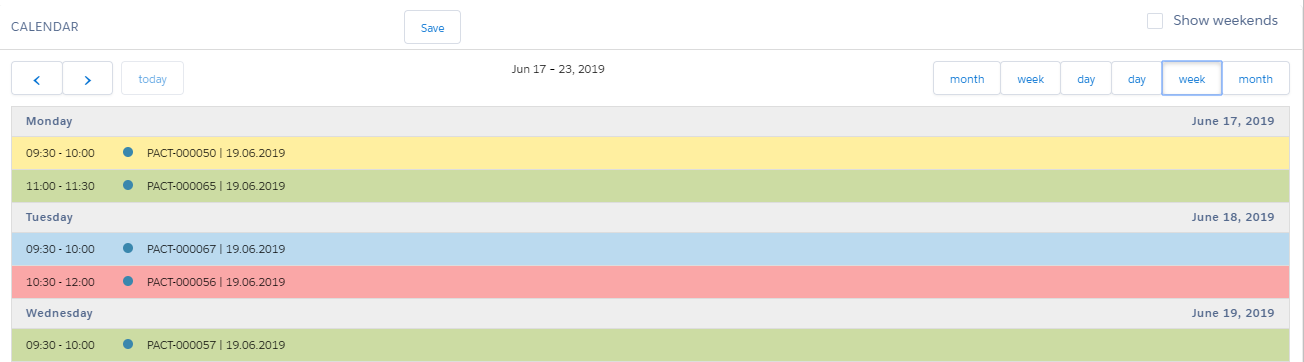 CALENDAR Save Show weekends
today Jun 17 – 23, 2019 month week day day week month
Monday June 17, 2019
09:30 - 10:00 PACT-000050 | 19.06.2019
11:00 - 11:30 PACT-000065 | 19.06.2019
Tuesday June 18, 2019
09:30 - 10:00 PACT-000067 | 19.06.2019
10:30 - 12:00 PACT-000056 | 19.06.2019
Wednesday June 19, 2019
09:30 - 10:00 PACT-000057 | 19.06.2019